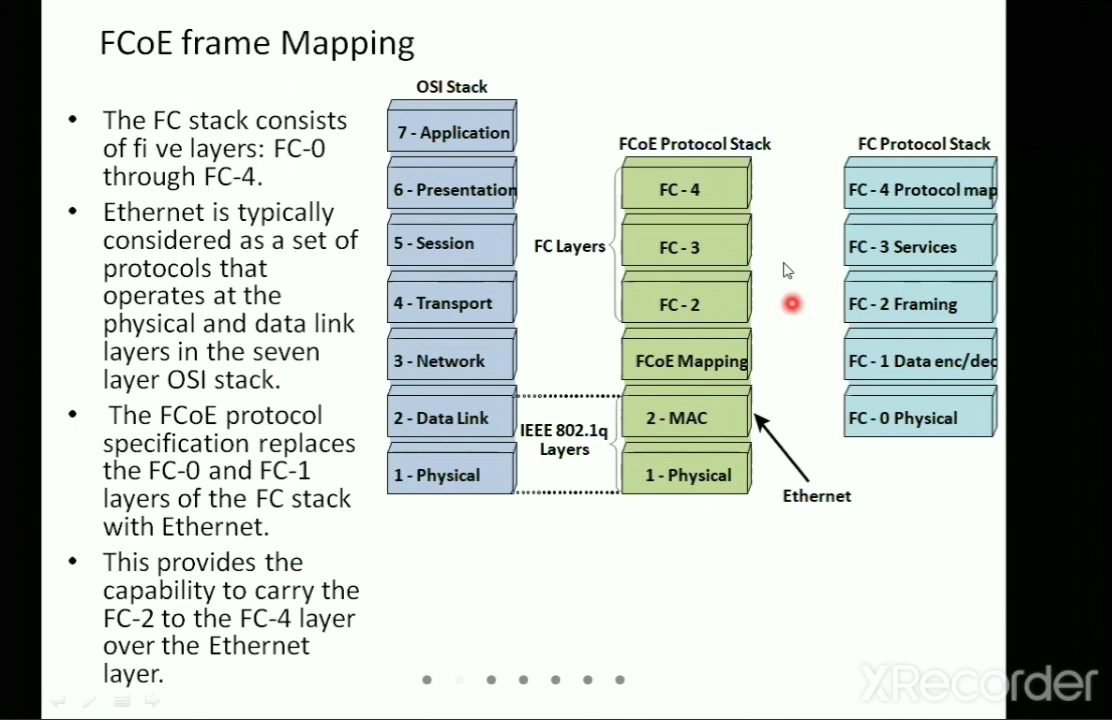 FCoE frame Mapping
• The FC stack consists
of fi ve layers: FC-0
through FC-4.
• Ethernet is typically
considered as a set of
protocols that
operates at the
physical and data link
layers in the seven
layer OSI stack.
• The FCoE protocol
specification replaces
the FC-0 and FC-1
layers of the FC stack
with Ethernet.
• This provides the
capability to carry the
FC-2 to the FC-4 layer
over the Ethernet
layer.
OSI Stack
7 - Application
6 - Presentation
5 - Session
4 - Transport
3 - Network
2 - Data Link
1 - Physical
FC Layers
IEEE 802.1q
Layers
FCoE Protocol Stack
FC - 4
FC - 3
FC - 2
FCoE Mapping
2 - MAC
1 - Physical
Ethernet
FC Protocol Stack
FC - 4 Protocol map
FC - 3 Services
FC - 2 Framing
FC - 1 Data enc/dec
FC - 0 Physical
XRecorder